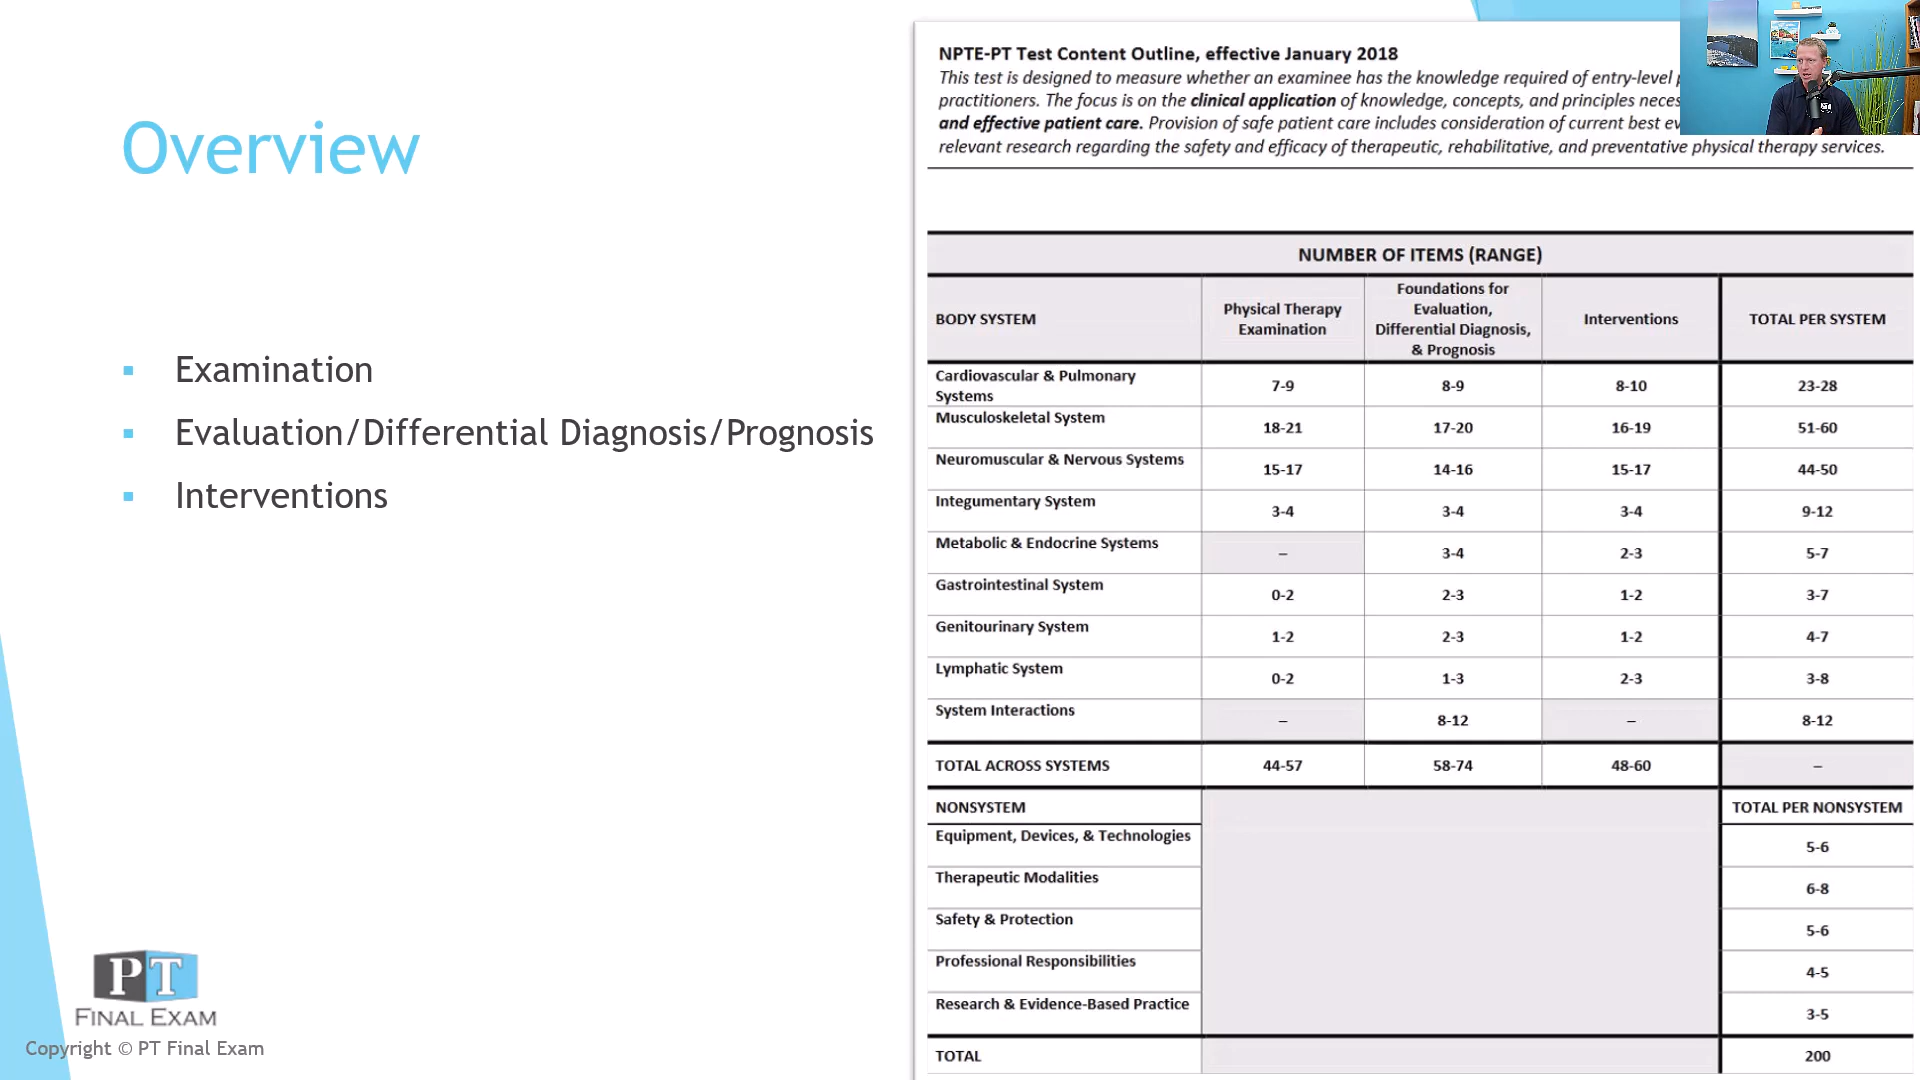 Overview
▪ Examination
▪ Evaluation/Differential Diagnosis/Prognosis
▪ Interventions
PT
FINAL EXAM
Copyright © PT Final Exam
NPTE-PT Test Content Outline, effective January 2018
This test is designed to measure whether an examinee has the knowledge required of entry-level
practitioners. The focus is on the clinical application of knowledge, concepts, and principles
and effective patient care. Provision of safe patient care includes consideration of current best
relevant research regarding the safety and efficacy of therapeutic, rehabilitative, and preventative physical therapy services.
NUMBER OF ITEMS (RANGE)
BODY SYSTEM
Physical Therapy
Examination
Foundations for
Evaluation,
Differential Diagnosis,
& Prognosis
Interventions
TOTAL PER SYSTEM
Cardiovascular & Pulmonary
Systems
7-9 8-9 8-10 23-28
Musculoskeletal System 18-21 17-20 16-19 51-60
Neuromuscular & Nervous Systems 15-17 14-16 15-17 44-50
Integumentary System 3-4 3-4 3-4 9-12
Metabolic & Endocrine Systems – 3-4 2-3 5-7
Gastrointestinal System 0-2 2-3 1-2 3-7
Genitourinary System 1-2 2-3 1-2 4-7
Lymphatic System 0-2 1-3 2-3 3-8
System Interactions – 8-12 – 8-12
TOTAL ACROSS SYSTEMS 44-57 58-74 48-60 –
NONSYSTEM TOTAL PER NONSYSTEM
Equipment, Devices, & Technologies 5-6
Therapeutic Modalities 6-8
Safety & Protection 5-6
Professional Responsibilities 4-5
Research & Evidence-Based Practice 3-5
TOTAL 200